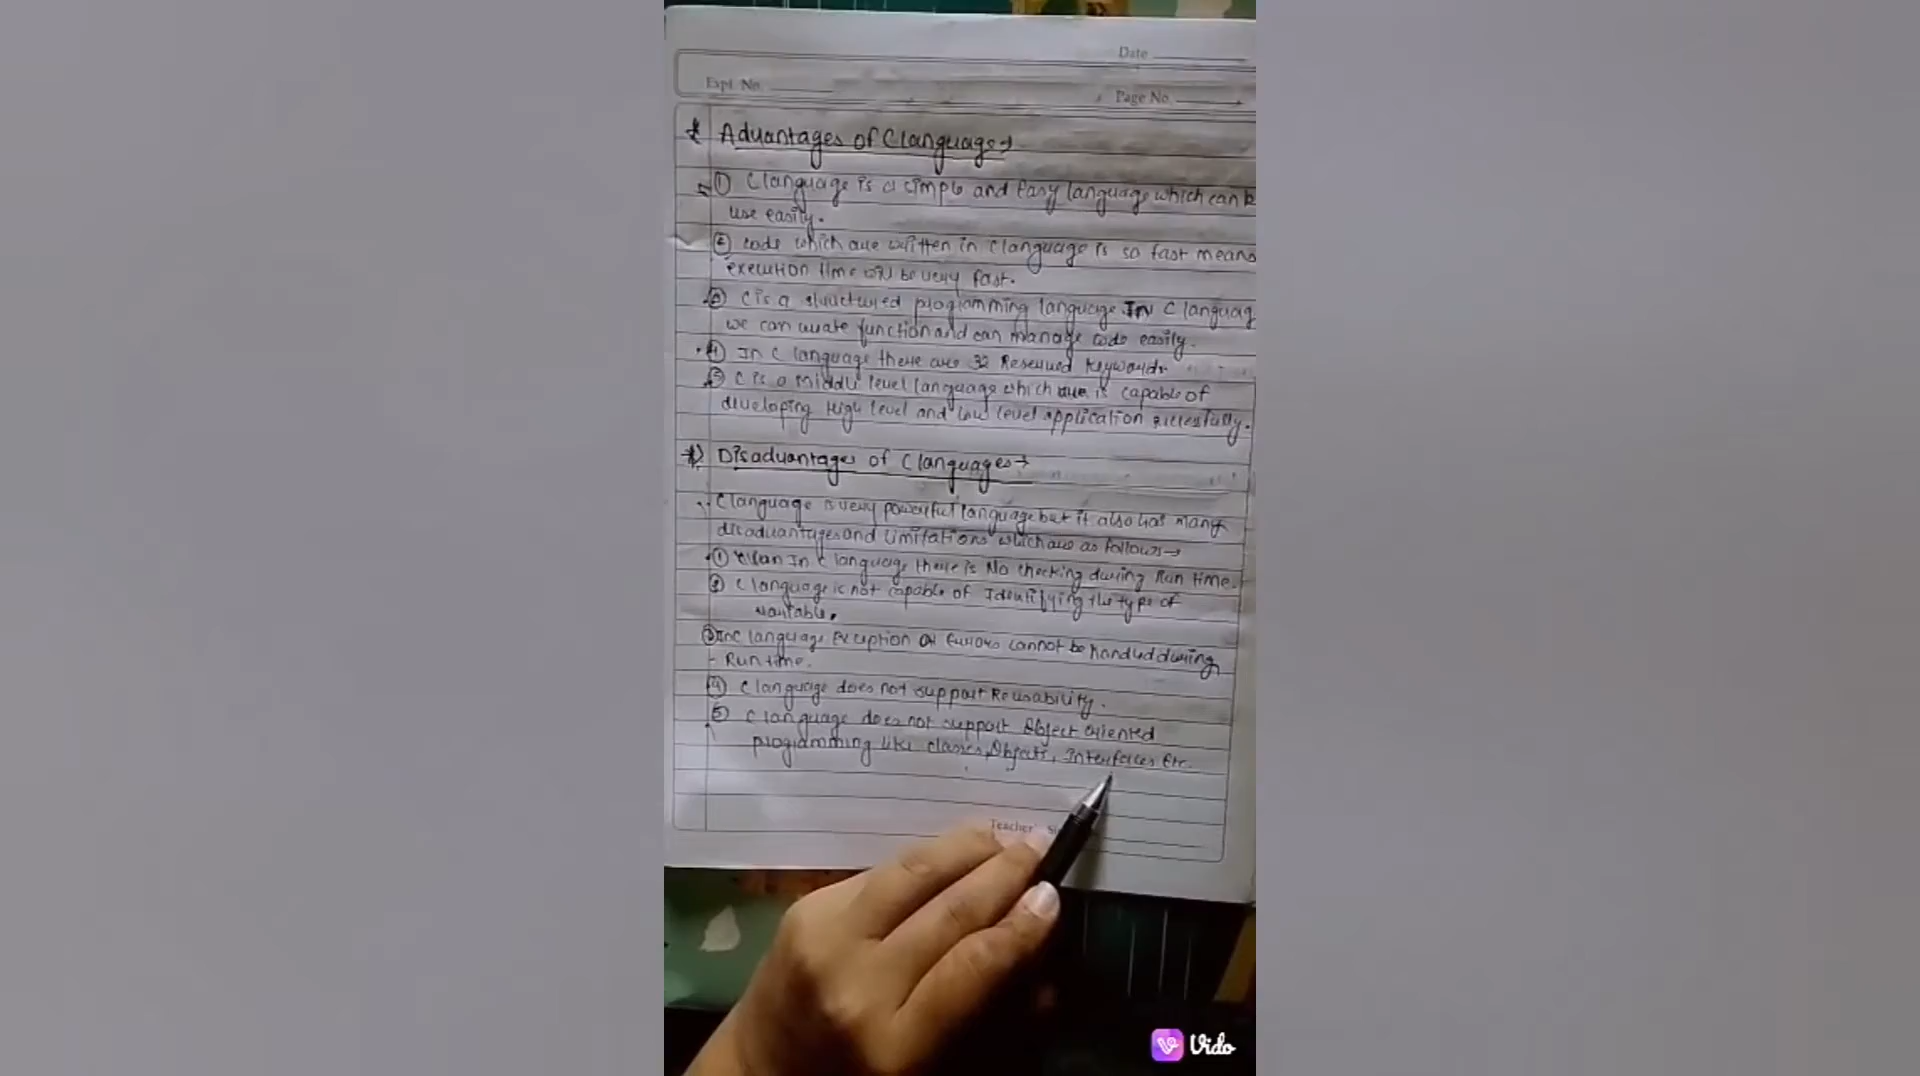 Date
Expt. No.
Page No.
* Advantages of C language →
① C language is a simple and Easy language which can be
use easily.
② code which are written in C language is so fast means
execution time will be very fast.
③ C is a structured programming language. In C languag
we can create function and can manage code easily.
④ In C language there are 32 Reserved keywords
⑤ C is a middle level language which is capable of
developing High level and low level application successfully.
* Disadvantages of C languages →
C language is very powerful language but it also has many
disadvantages and limitations which are as follows →
① In C language there is No checking during Run time.
② C language is not capable of Identifying the type of
variable.
③ In C language Exception or Errors cannot be handled during
- Run time.
④ C language does not support Reusability.
⑤ C language does not support Object oriented
programming like classes, Objects, Interfaces Etc.
Teacher's
Vido